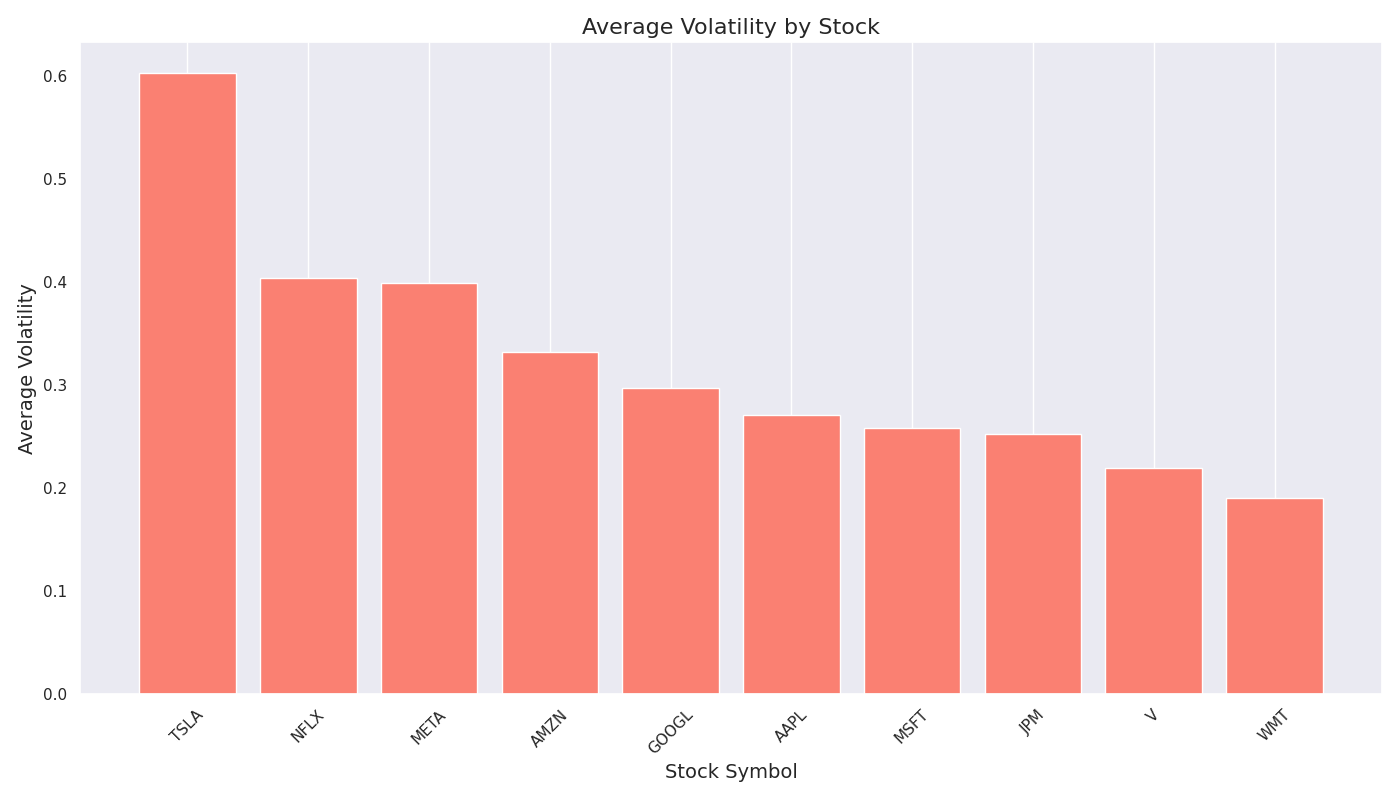 Average Volatility by Stock
Average Volatility
0.6
0.5
0.4
0.3
0.2
0.1
0.0
TSLA
NFLX
META
AMZN
GOOGL
AAPL
MSFT
JPM
V
WMT
Stock Symbol